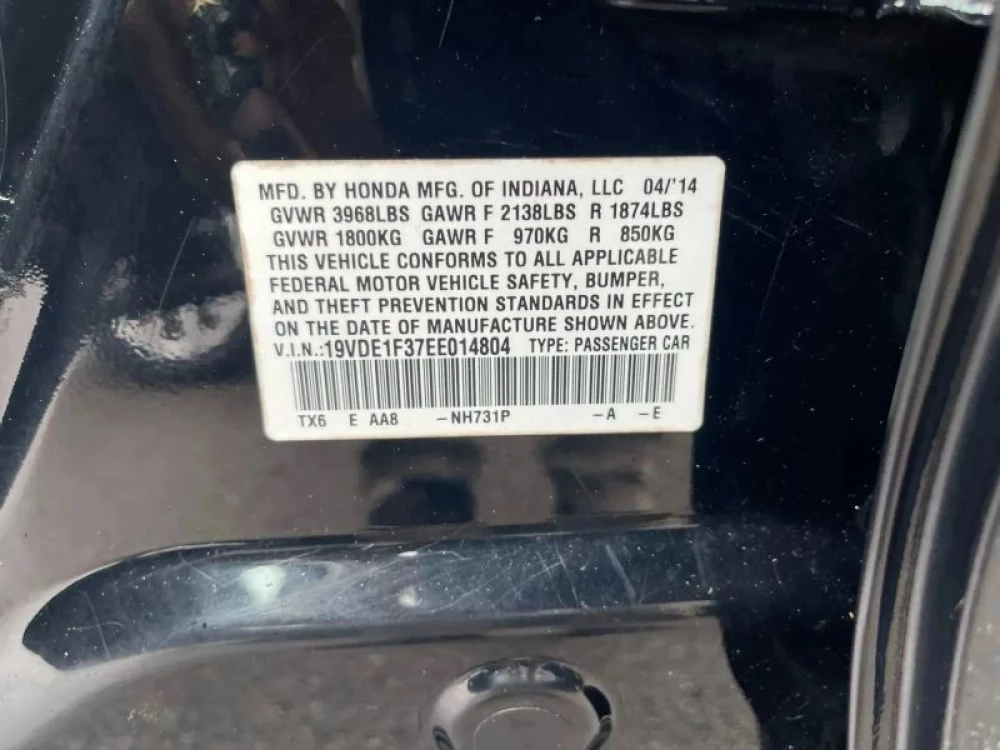 MFD. BY HONDA MFG. OF INDIANA, LLC 04/'14
GVWR 3968LBS GAWR F 2138LBS R 1874LBS
GVWR 1800KG GAWR F 970KG R 850KG
THIS VEHICLE CONFORMS TO ALL APPLICABLE
FEDERAL MOTOR VEHICLE SAFETY, BUMPER,
AND THEFT PREVENTION STANDARDS IN EFFECT
ON THE DATE OF MANUFACTURE SHOWN ABOVE.
V.I.N.:19VDE1F37EE014804 TYPE: PASSENGER CAR
TX6 E AA8 -NH731P -A -E